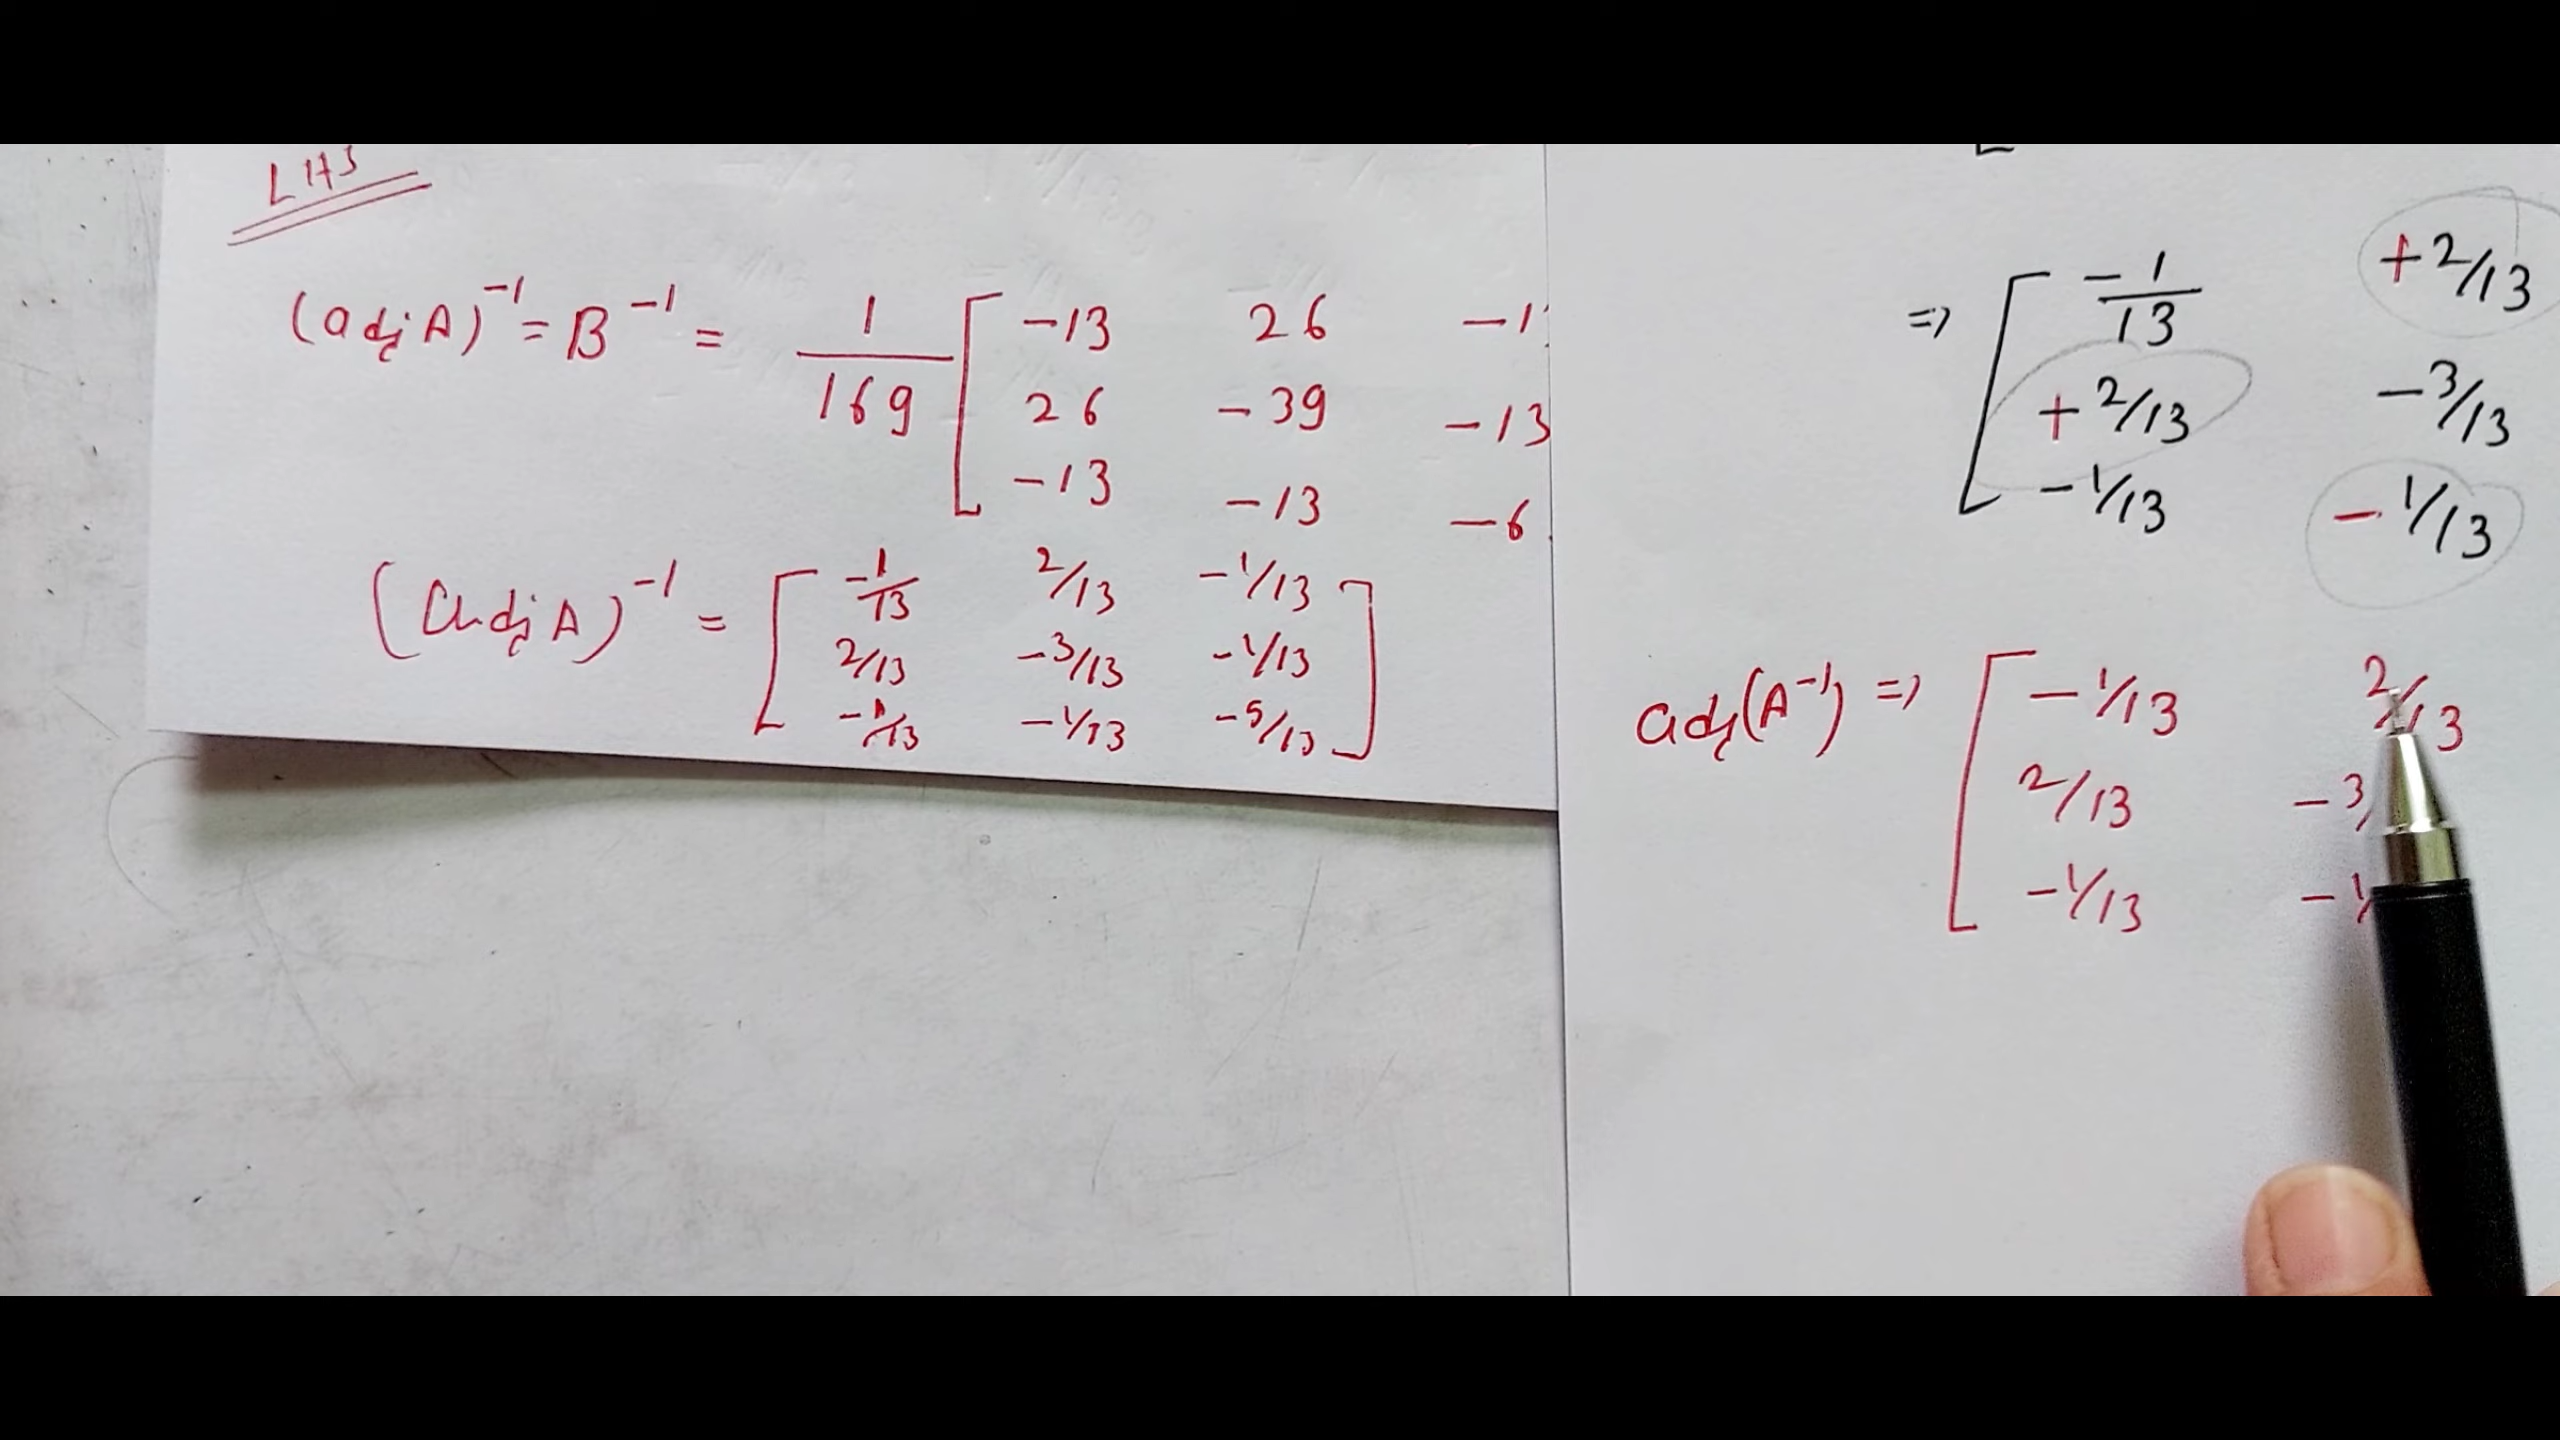 LHS
(adj A)⁻¹ = B⁻¹ = 1/169 [ -13 26 -1
26 -39 -13
-13 -13 -6
(Adj A)⁻¹ = [ -1/13 2/13 -1/13 ]
2/13 -3/13 -1/13
-1/13 -1/13 -5/13
=> [ -1/13 +2/13
+2/13 -3/13
-1/13 -1/13
adj(A⁻¹) => [ -1/13 2/13
2/13 -3/
-1/13 -1/